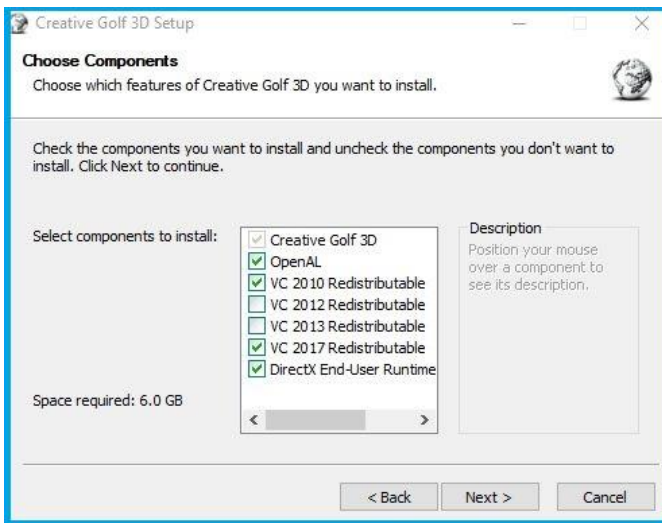 Creative Golf 3D Setup
Choose Components
Choose which features of Creative Golf 3D you want to install.
Check the components you want to install and uncheck the components you don't want to
install. Click Next to continue.
Select components to install:
Creative Golf 3D
OpenAL
VC 2010 Redistributable
VC 2012 Redistributable
VC 2013 Redistributable
VC 2017 Redistributable
DirectX End-User Runtime
Description
Position your mouse
over a component to
see its description.
Space required: 6.0 GB
< Back
Next >
Cancel